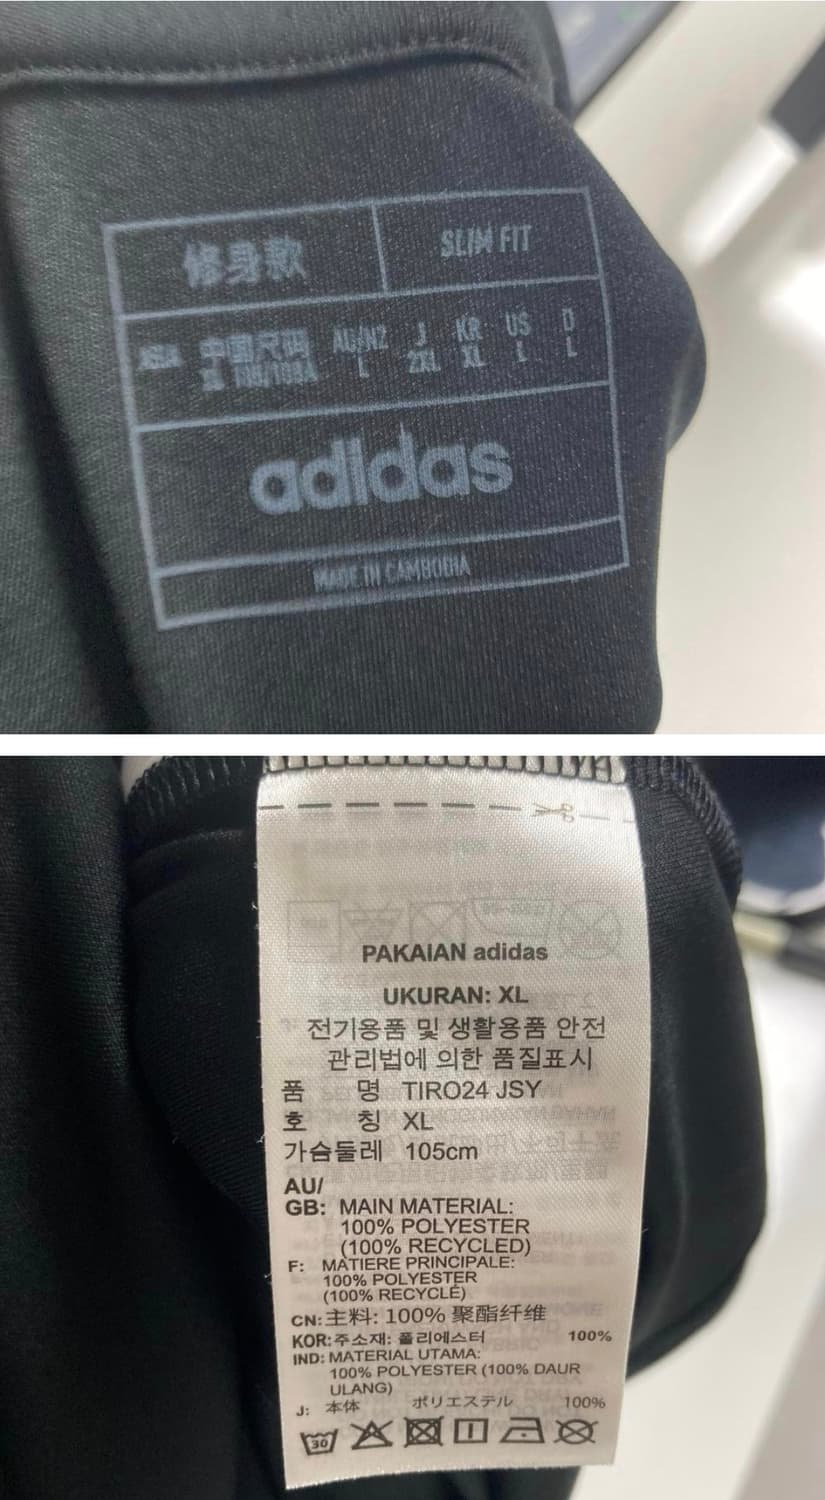 修身款
SLIM FIT
中国尺码 AU/NZ J KR US D
L 2XL XL L L
adidas
MADE IN CAMBODIA
PAKAIAN adidas
UKURAN: XL
전기용품 및 생활용품 안전
관리법에 의한 품질표시
품 명 TIRO24 JSY
호 칭 XL
가슴둘레 105cm
AU/
GB: MAIN MATERIAL:
100% POLYESTER
(100% RECYCLED)
F: MATIERE PRINCIPALE:
100% POLYESTER
(100% RECYCLÉ)
CN:主料: 100% 聚酯纤维
KOR:주소재: 폴리에스터 100%
IND: MATERIAL UTAMA:
100% POLYESTER (100% DAUR
ULANG)
J: 本体 ポリエステル 100%
30